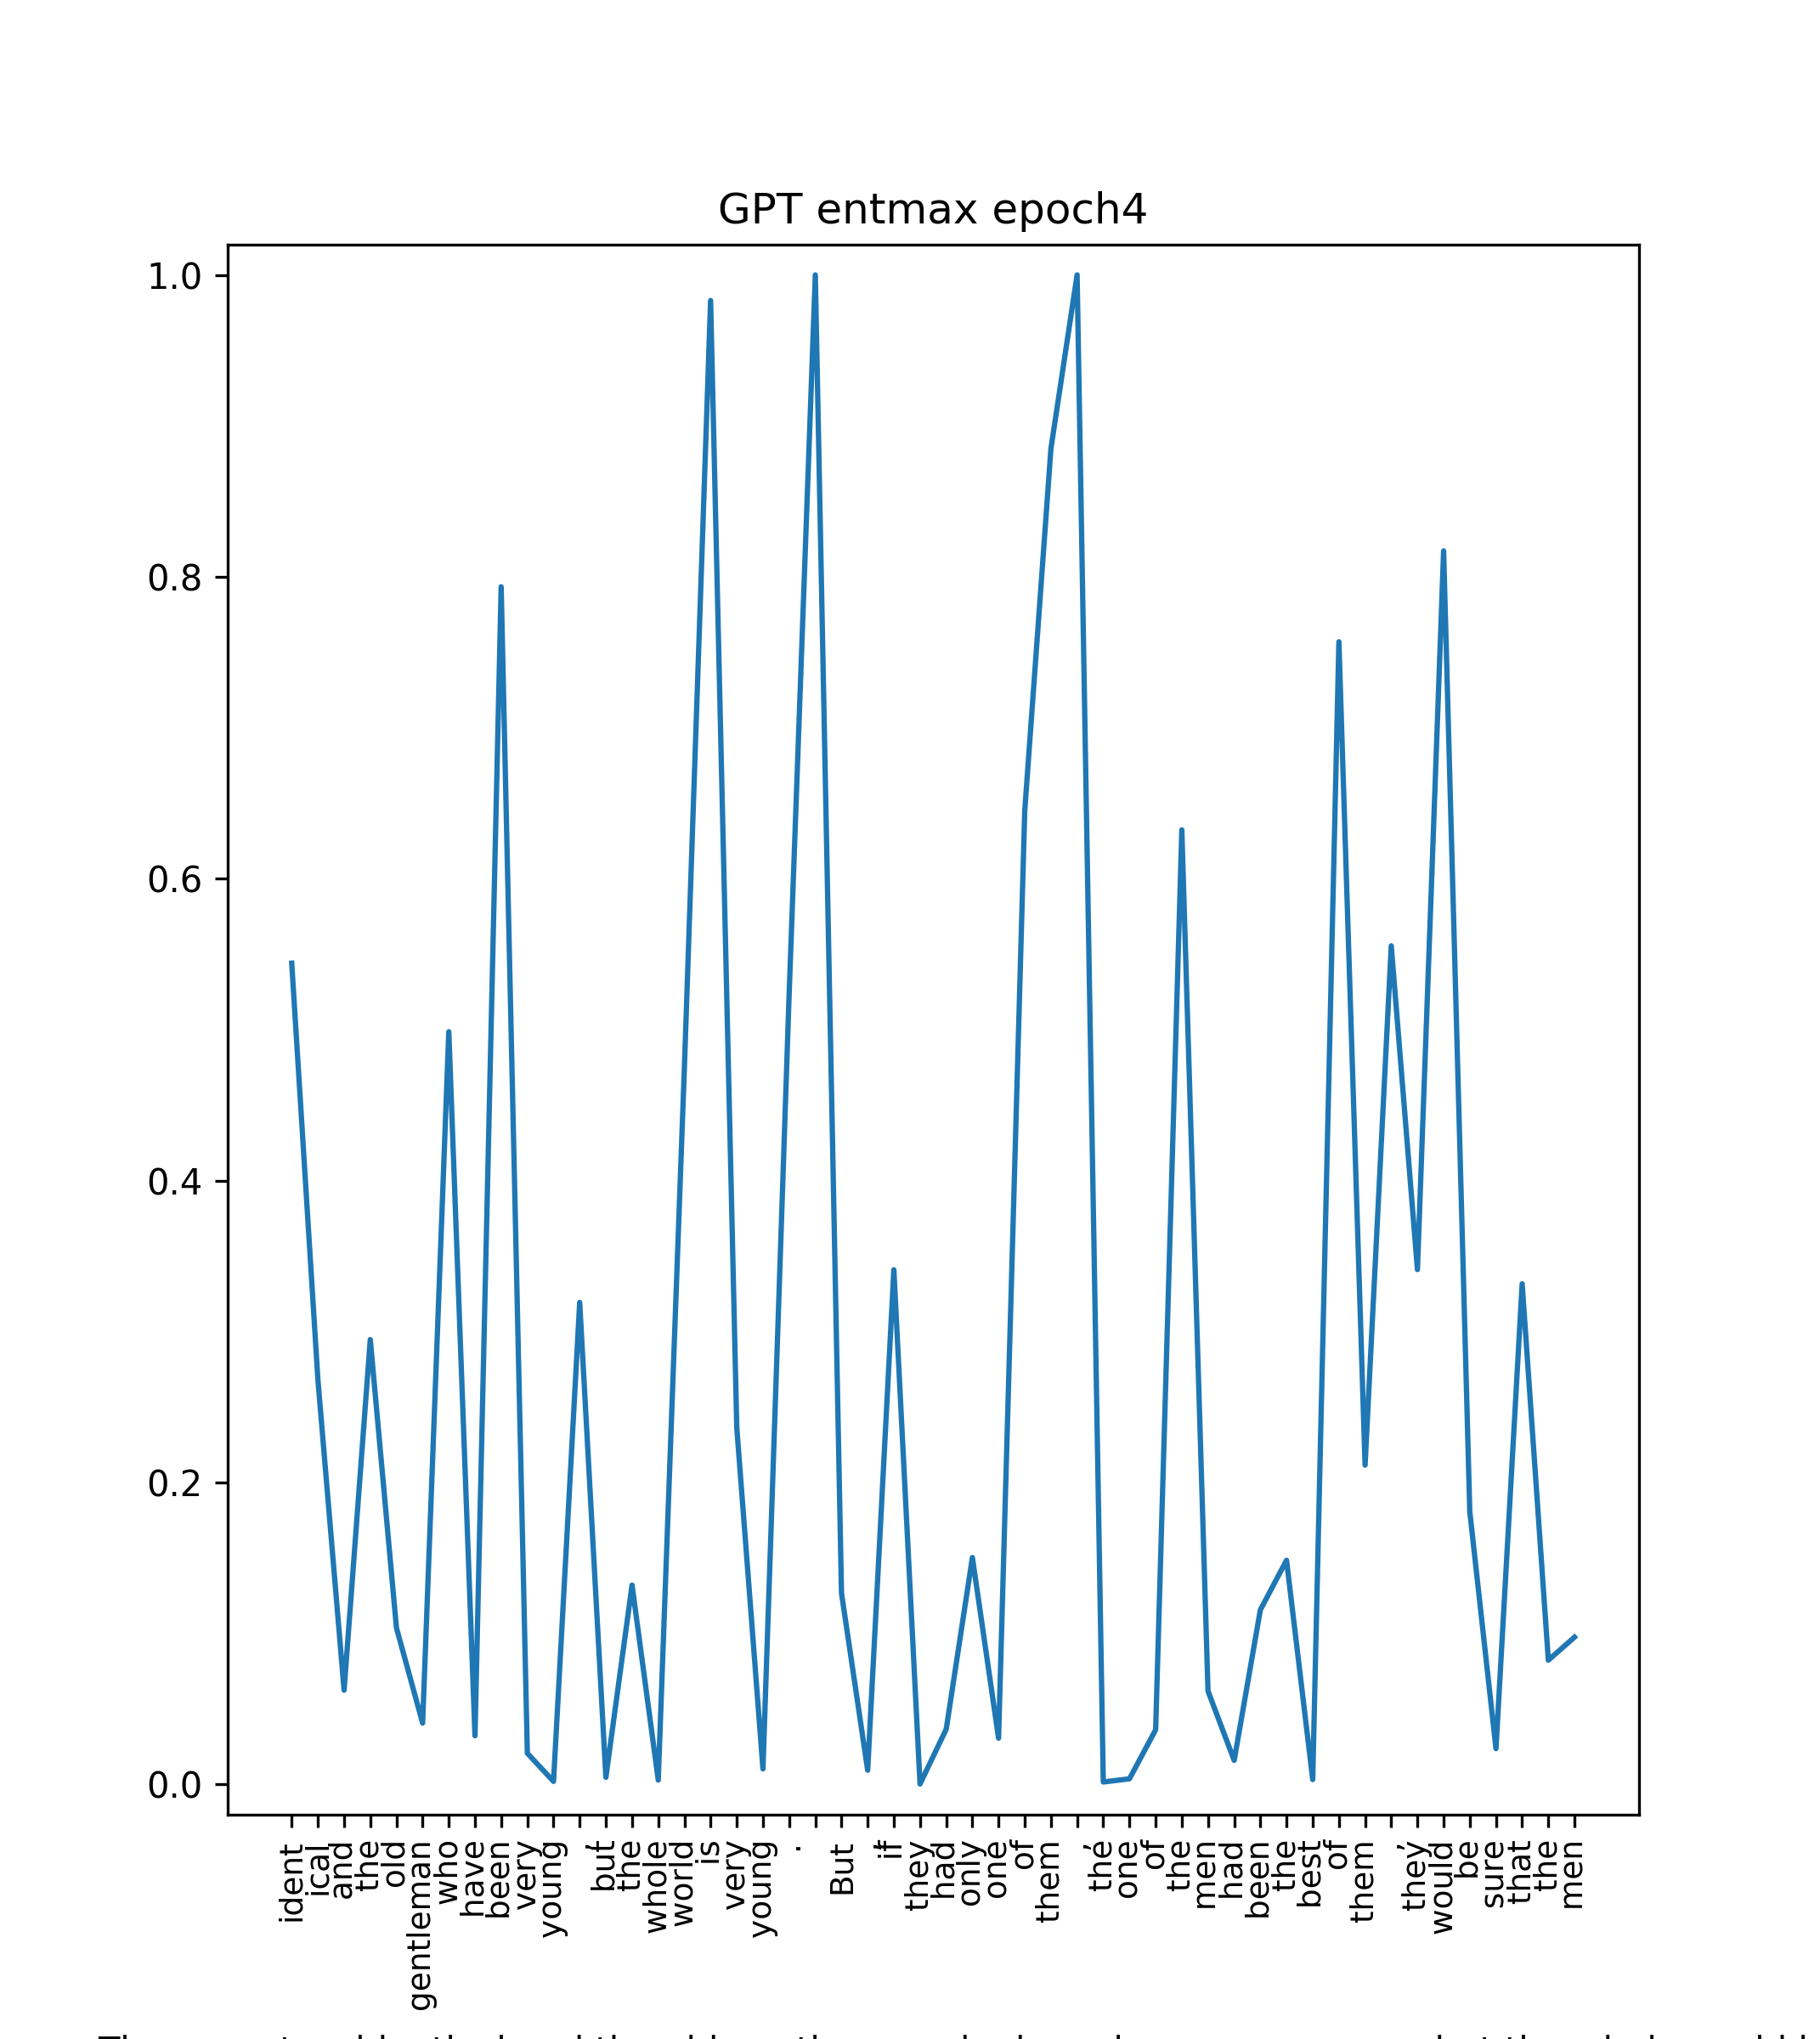 GPT entmax epoch4
1.0
0.8
0.6
0.4
0.2
0.0
ident
ical
and
the
old
gentleman
who
have
been
very
young
,
but
the
whole
world
is
very
young
.
But
,
if
they
had
only
one
of
them
,
the
one
of
the
men
had
been
the
best
of
them
,
they
would
be
sure
that
the
men